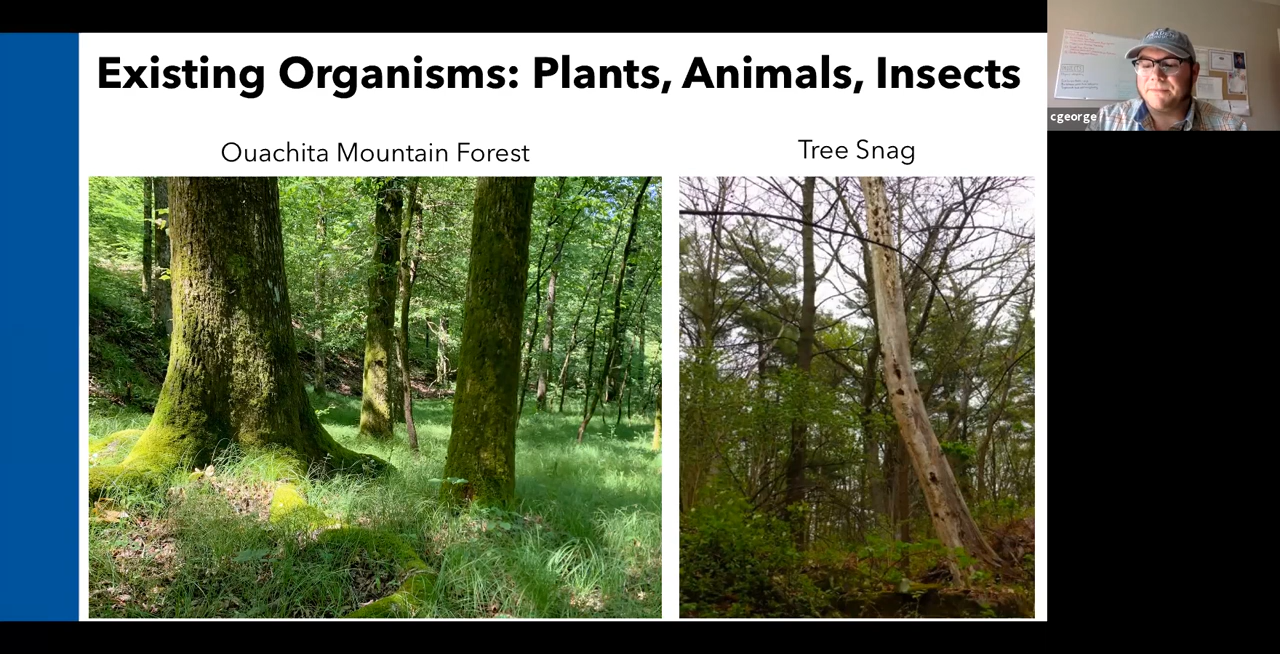 Existing Organisms: Plants, Animals, Insects
Ouachita Mountain Forest
Tree Snag
cgeorge